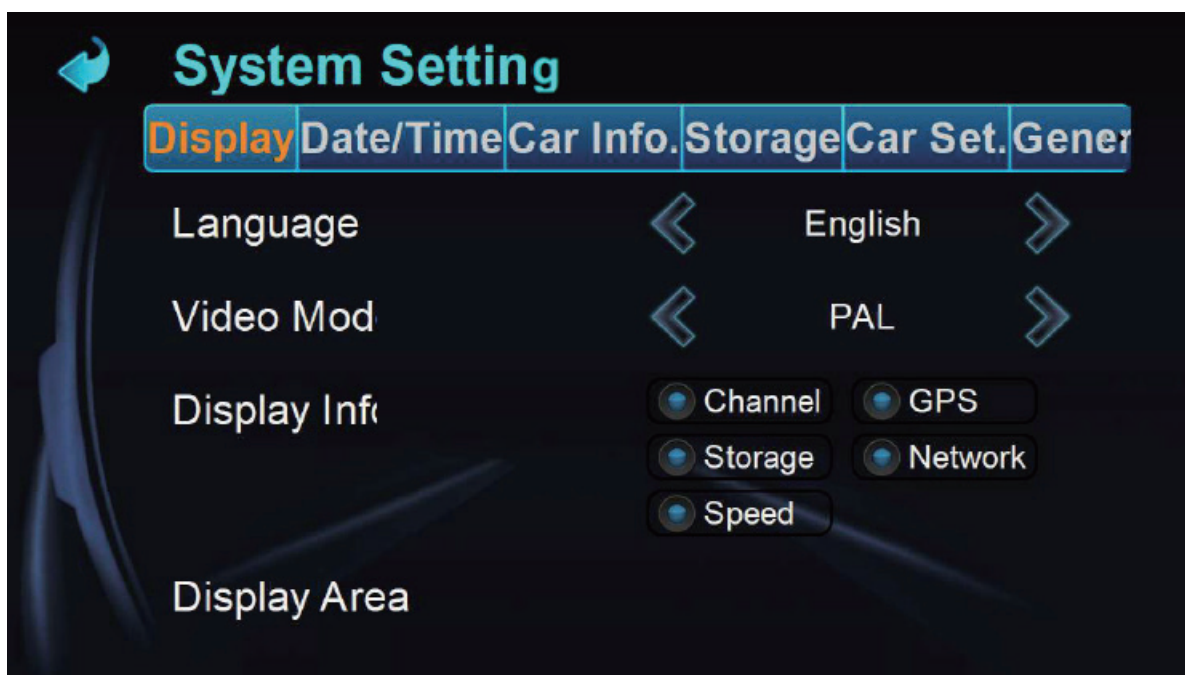 System Setting
Display Date/Time Car Info. Storage Car Set. Gener
Language English
Video Mod PAL
Display Info Channel GPS
Storage Network
Speed
Display Area